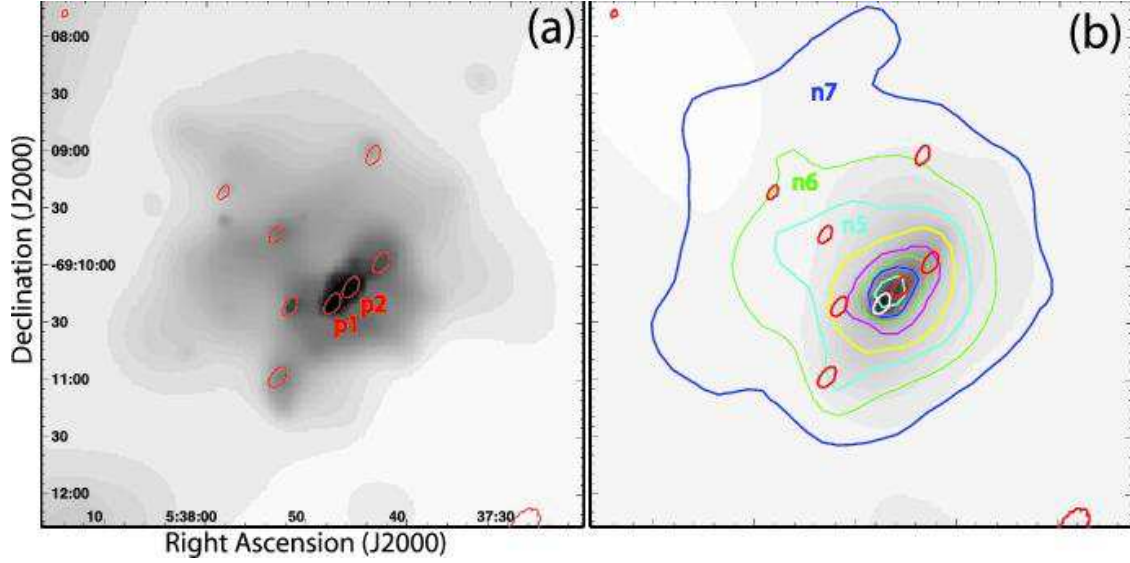 (a)
(b)
08:00
30
09:00
30
-69:10:00
30
11:00
30
12:00
Declination (J2000)
p1
p2
n7
n6
n5
10
5:38:00
50
40
37:30
Right Ascension (J2000)